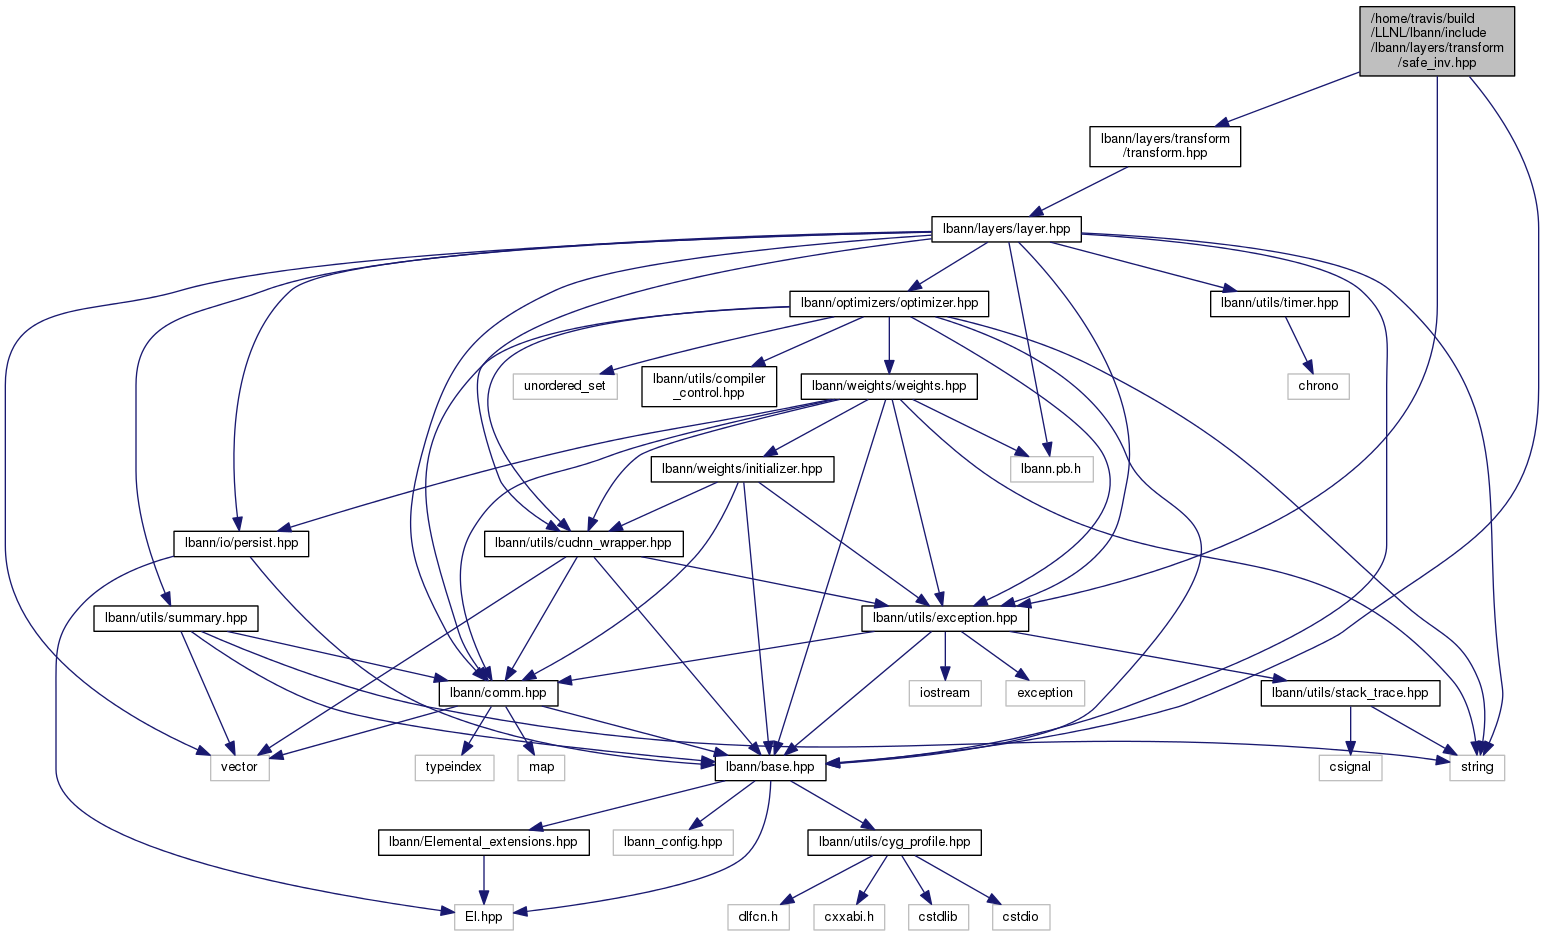 /home/travis/build
/LLNL/lbann/include
/lbann/layers/transform
/safe_inv.hpp
lbann/layers/transform
/transform.hpp
lbann/layers/layer.hpp
lbann/optimizers/optimizer.hpp
lbann/utils/timer.hpp
unordered_set
lbann/utils/compiler
_control.hpp
lbann/weights/weights.hpp
chrono
lbann/weights/initializer.hpp
lbann.pb.h
lbann/io/persist.hpp
lbann/utils/cudnn_wrapper.hpp
lbann/utils/summary.hpp
lbann/utils/exception.hpp
lbann/comm.hpp
iostream
exception
lbann/utils/stack_trace.hpp
vector
typeindex
map
lbann/base.hpp
csignal
string
lbann/Elemental_extensions.hpp
lbann_config.hpp
lbann/utils/cyg_profile.hpp
El.hpp
dlfcn.h
cxxabi.h
cstdlib
cstdio